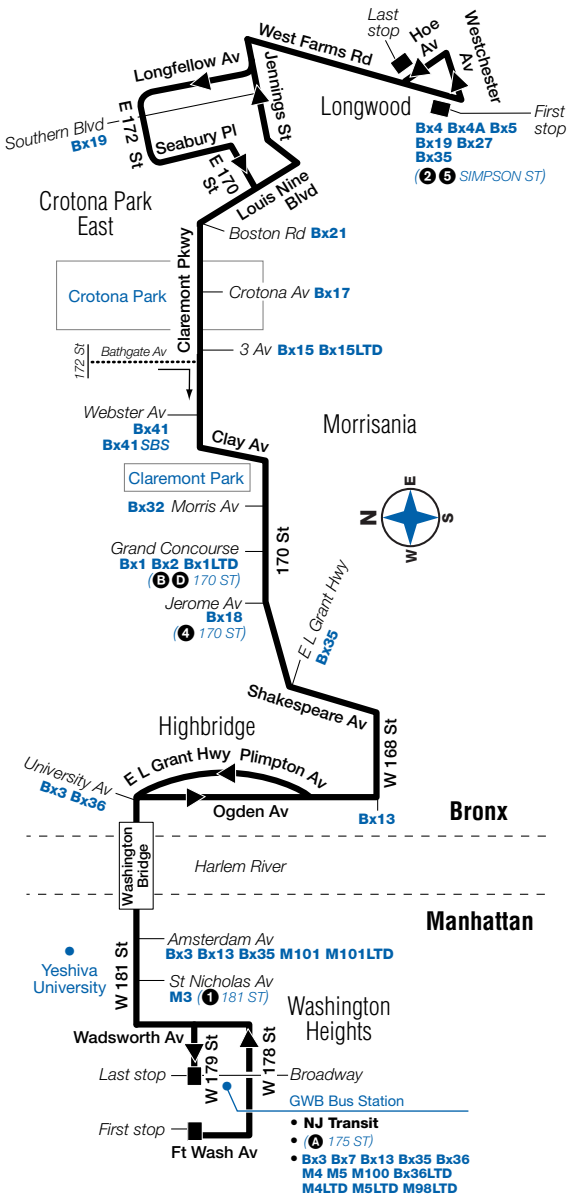 Last
stop
Hoe
Av
West Farms Rd
Westchester
Av
Longfellow Av
Jennings St
Longwood
First
stop
Southern Blvd
Bx19
E 172 St
Seabury Pl
E 170
St
Bx4 Bx4A Bx5
Bx19 Bx27
Bx35
(2 5 SIMPSON ST)
Louis Nine
Blvd
Crotona Park
East
Boston Rd Bx21
Claremont Pkwy
Crotona Park
Crotona Av Bx17
172 St
Bathgate Av
3 Av Bx15 Bx15LTD
Webster Av
Bx41
Bx41SBS
Clay Av
Morrisania
Claremont Park
Bx32 Morris Av
N
E
S
W
Grand Concourse
Bx1 Bx2 Bx1LTD
(B D 170 ST)
170 St
Jerome Av
Bx18
(4 170 ST)
E L Grant Hwy
Bx35
Shakespeare Av
Highbridge
W 168 St
University Av
Bx3 Bx36
E L Grant Hwy Plimpton Av
Ogden Av
Bx13
Bronx
Washington
Bridge
Harlem River
Manhattan
W 181 St
Amsterdam Av
Bx3 Bx13 Bx35 M101 M101LTD
Yeshiva
University
St Nicholas Av
M3 (1 181 ST)
Washington
Heights
Wadsworth Av
W 179 St
W 178 St
Last stop
Broadway
GWB Bus Station
First stop
Ft Wash Av
• NJ Transit
• (A 175 ST)
• Bx3 Bx7 Bx13 Bx35 Bx36
M4 M5 M100 Bx36LTD
M4LTD M5LTD M98LTD